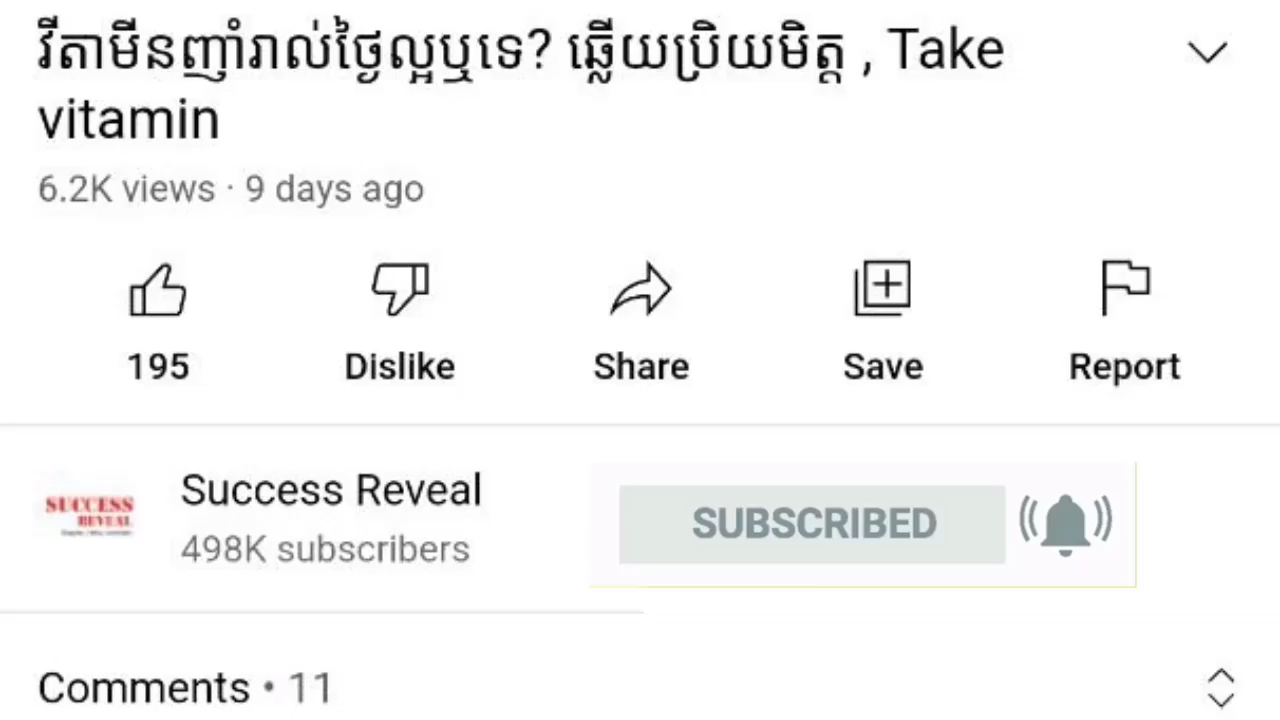 វីតាមីនញ៉ាំរាល់ថ្ងៃល្អឬទេ? ឆ្លើយប្រិយមិត្ត , Take
vitamin
6.2K views · 9 days ago
195 Dislike Share Save Report
SUCCESS
REVEAL
Success Reveal
498K subscribers
SUBSCRIBED
Comments • 11